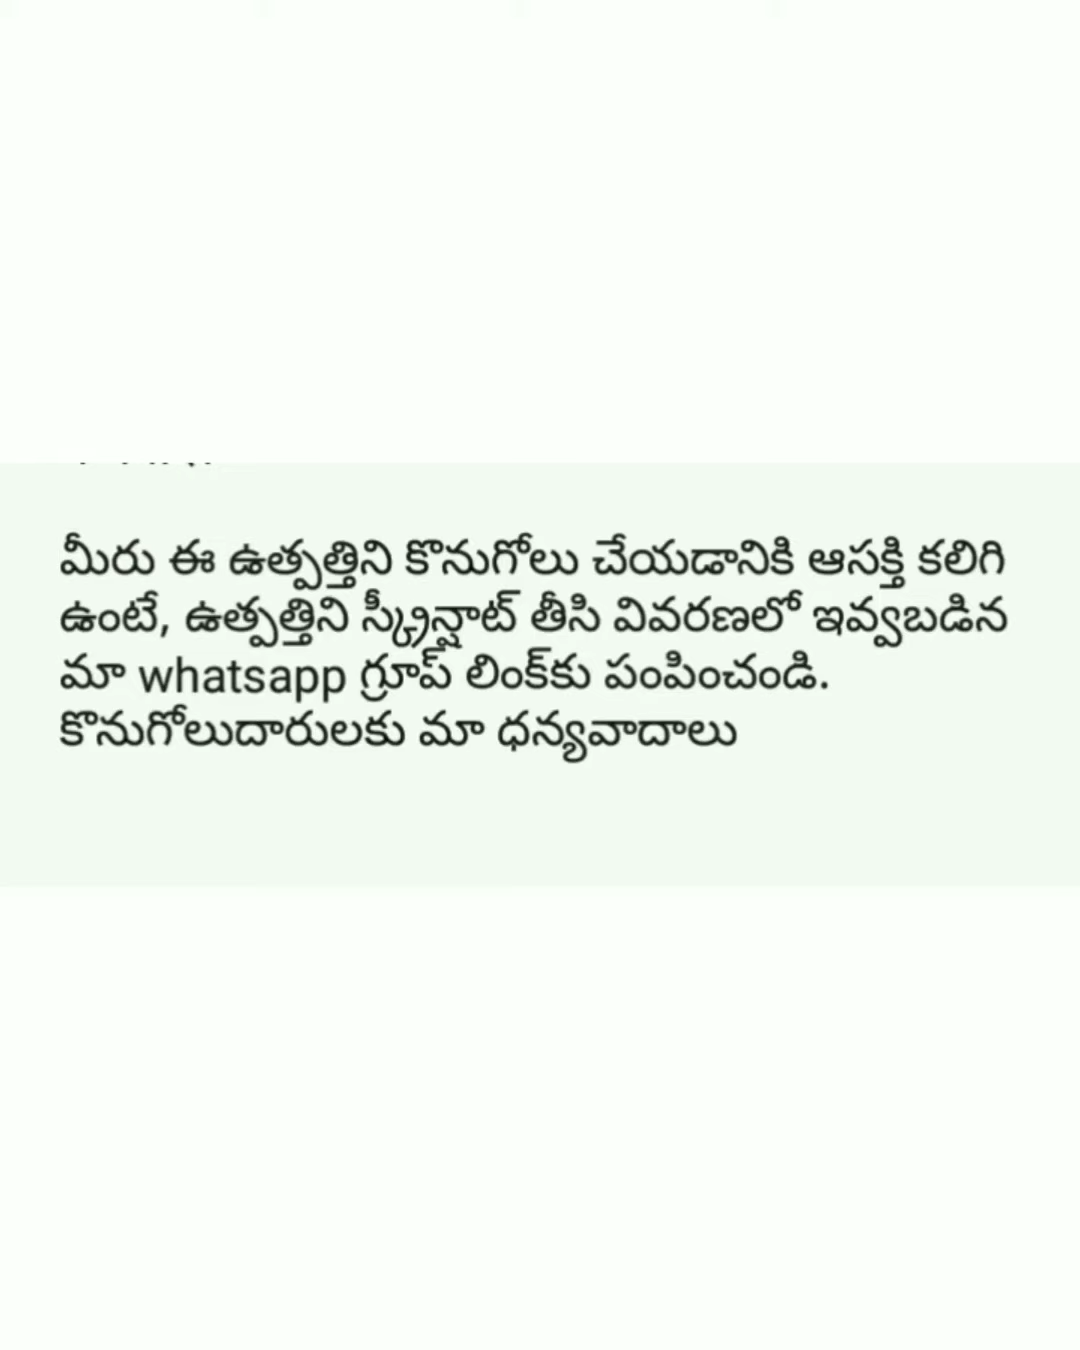 మీరు ఈ ఉత్పత్తిని కొనుగోలు చేయడానికి ఆసక్తి కలిగి
ఉంటే, ఉత్పత్తిని స్క్రీన్షాట్ తీసి వివరణలో ఇవ్వబడిన
మా whatsapp గ్రూప్ లింక్‌కు పంపించండి.
కొనుగోలుదారులకు మా ధన్యవాదాలు